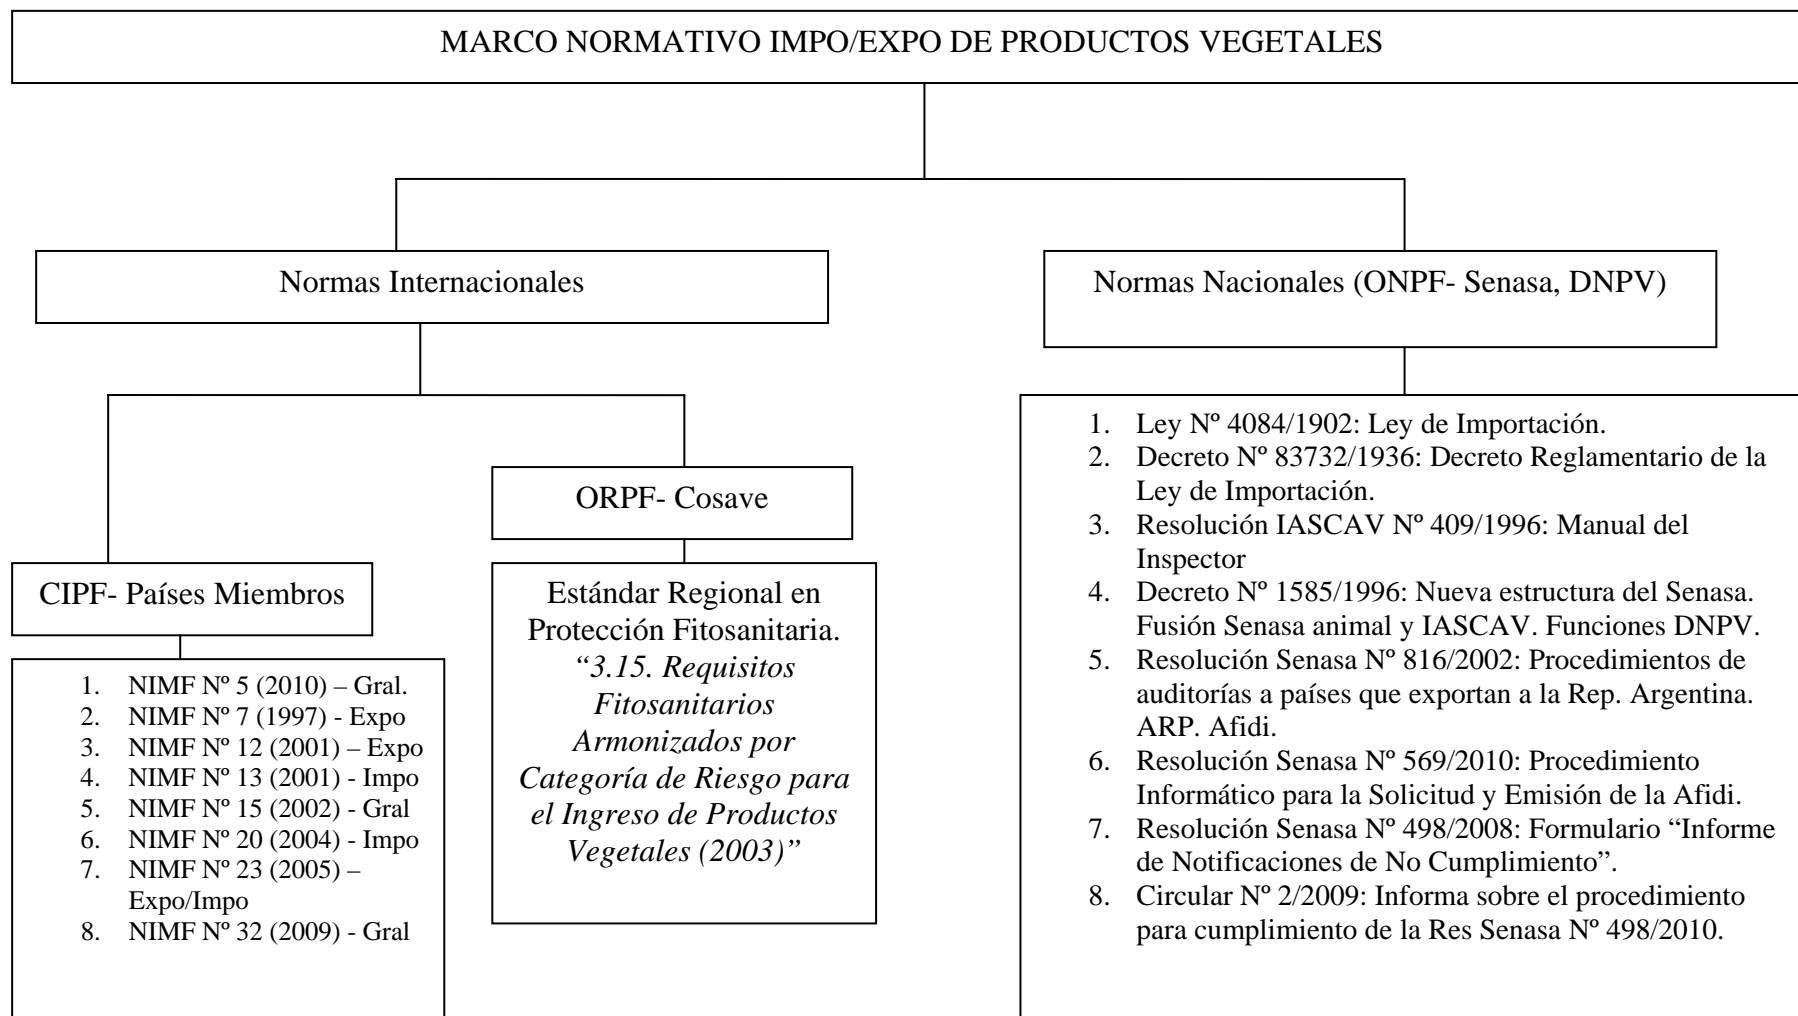 MARCO NORMATIVO IMPO/EXPO DE PRODUCTOS VEGETALES
Normas Internacionales
Normas Nacionales (ONPF- Senasa, DNPV)
CIPF- Países Miembros
1. NIMF Nº 5 (2010) – Gral.
2. NIMF Nº 7 (1997) - Expo
3. NIMF Nº 12 (2001) – Expo
4. NIMF Nº 13 (2001) - Impo
5. NIMF Nº 15 (2002) - Gral
6. NIMF Nº 20 (2004) - Impo
7. NIMF Nº 23 (2005) –
Expo/Impo
8. NIMF Nº 32 (2009) - Gral
ORPF- Cosave
Estándar Regional en
Protección Fitosanitaria.
“3.15. Requisitos
Fitosanitarios
Armonizados por
Categoría de Riesgo para
el Ingreso de Productos
Vegetales (2003)”
1. Ley Nº 4084/1902: Ley de Importación.
2. Decreto Nº 83732/1936: Decreto Reglamentario de la
Ley de Importación.
3. Resolución IASCAV Nº 409/1996: Manual del
Inspector
4. Decreto Nº 1585/1996: Nueva estructura del Senasa.
Fusión Senasa animal y IASCAV. Funciones DNPV.
5. Resolución Senasa Nº 816/2002: Procedimientos de
auditorías a países que exportan a la Rep. Argentina.
ARP. Afidi.
6. Resolución Senasa Nº 569/2010: Procedimiento
Informático para la Solicitud y Emisión de la Afidi.
7. Resolución Senasa Nº 498/2008: Formulario “Informe
de Notificaciones de No Cumplimiento”.
8. Circular Nº 2/2009: Informa sobre el procedimiento
para cumplimiento de la Res Senasa Nº 498/2010.